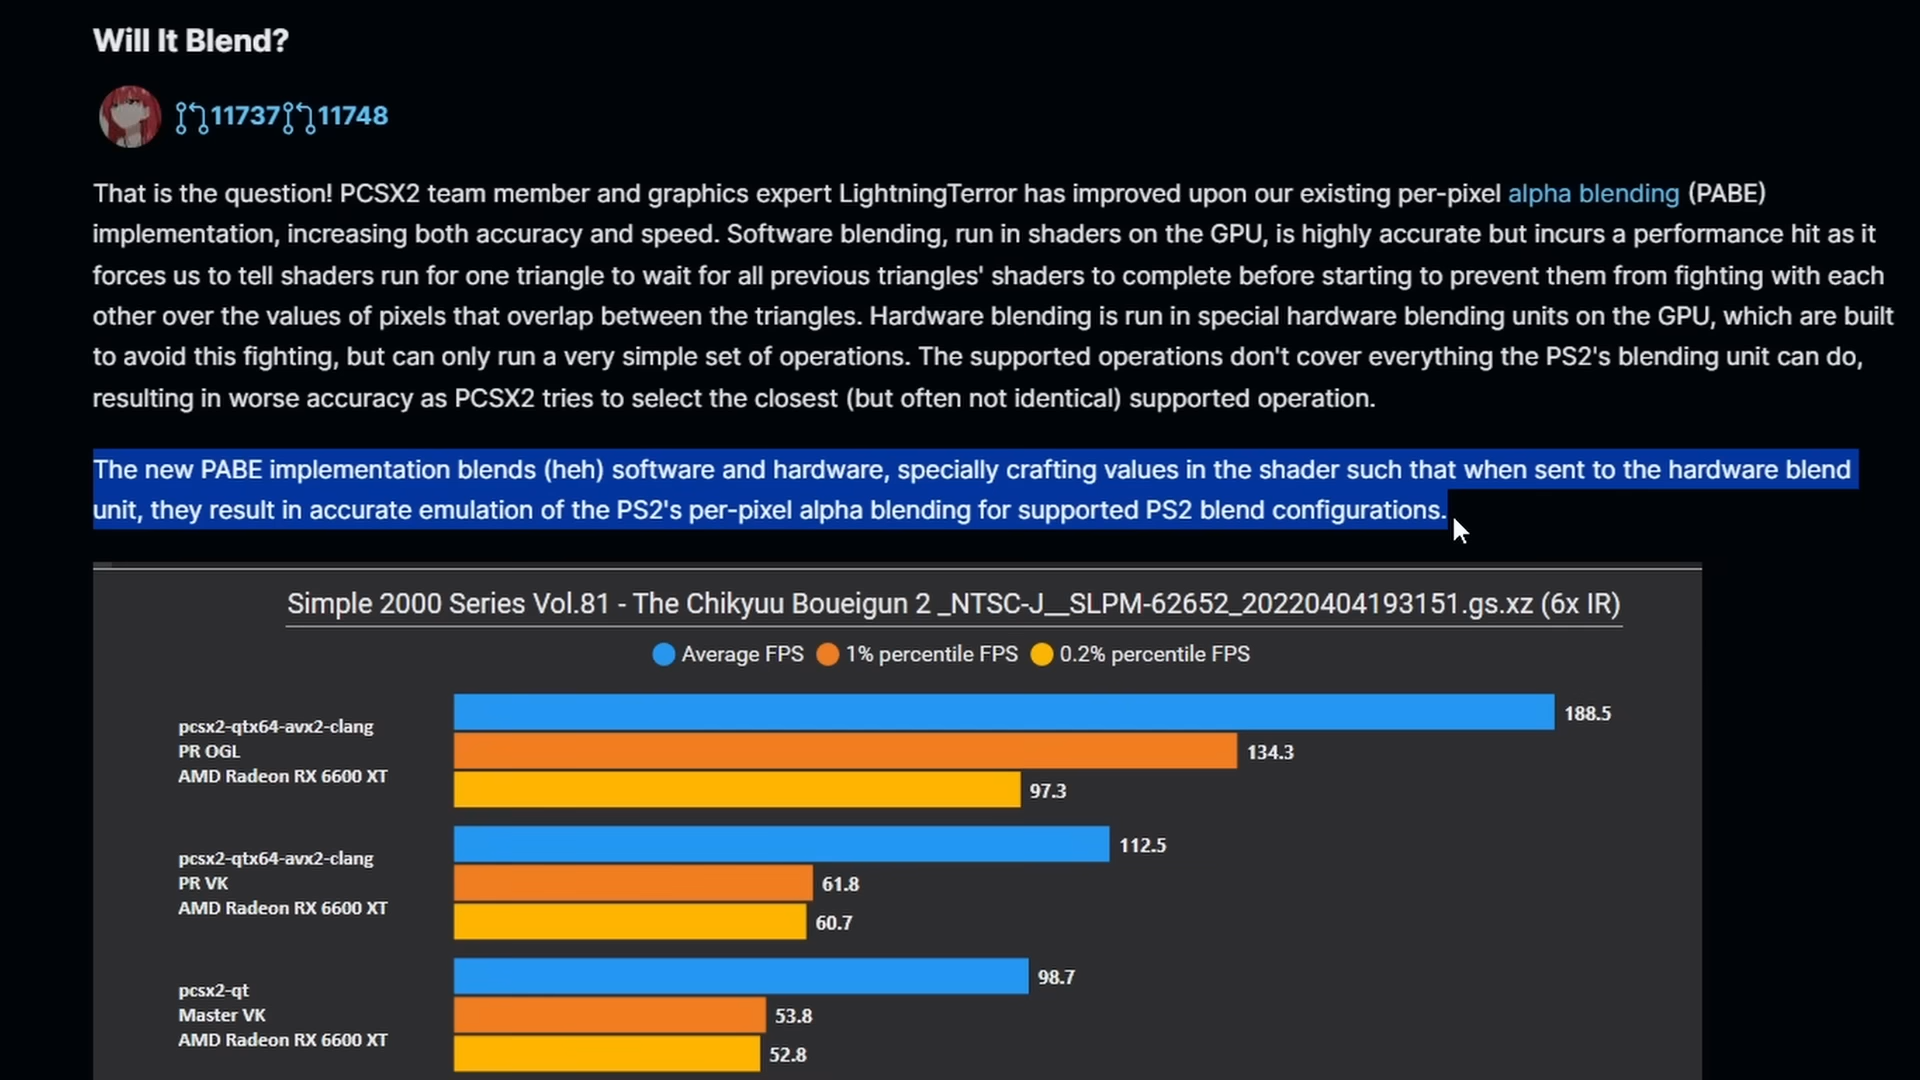 Will It Blend?
11737 11748
That is the question! PCSX2 team member and graphics expert LightningTerror has improved upon our existing per-pixel alpha blending (PABE)
implementation, increasing both accuracy and speed. Software blending, run in shaders on the GPU, is highly accurate but incurs a performance hit as it
forces us to tell shaders run for one triangle to wait for all previous triangles' shaders to complete before starting to prevent them from fighting with each
other over the values of pixels that overlap between the triangles. Hardware blending is run in special hardware blending units on the GPU, which are built
to avoid this fighting, but can only run a very simple set of operations. The supported operations don't cover everything the PS2's blending unit can do,
resulting in worse accuracy as PCSX2 tries to select the closest (but often not identical) supported operation.
The new PABE implementation blends (heh) software and hardware, specially crafting values in the shader such that when sent to the hardware blend
unit, they result in accurate emulation of the PS2's per-pixel alpha blending for supported PS2 blend configurations.
Simple 2000 Series Vol.81 - The Chikyuu Boueigun 2 _NTSC-J__SLPM-62652_20220404193151.gs.xz (6x IR)
Average FPS 1% percentile FPS 0.2% percentile FPS
pcsx2-qtx64-avx2-clang
PR OGL
AMD Radeon RX 6600 XT
188.5
134.3
97.3
pcsx2-qtx64-avx2-clang
PR VK
AMD Radeon RX 6600 XT
112.5
61.8
60.7
pcsx2-qt
Master VK
AMD Radeon RX 6600 XT
98.7
53.8
52.8